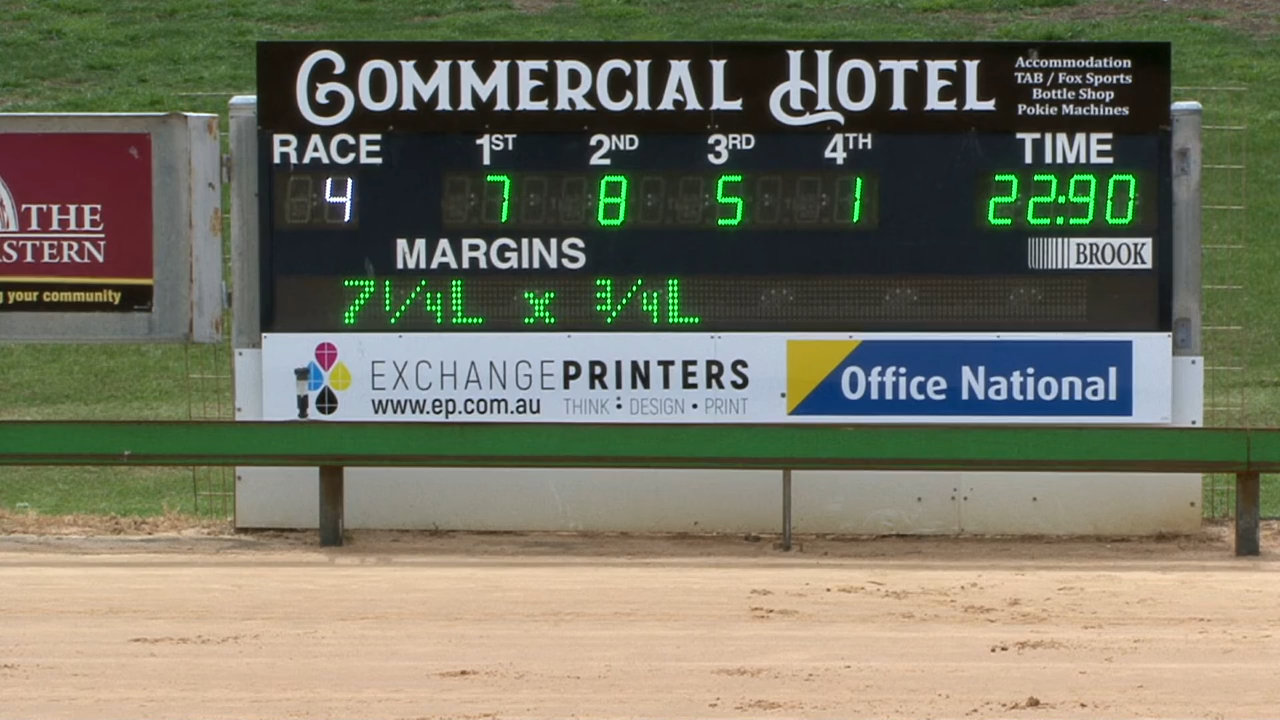 COMMERCIAL HOTEL
Accommodation
TAB / Fox Sports
Bottle Shop
Pokie Machines
RACE 1ST 2ND 3RD 4TH TIME
4 7 8 5 1 22:90
MARGINS
BROOK
7 1/4L x 3/4L
THE
STERN
your community
EXCHANGEPRINTERS
www.ep.com.au THINK : DESIGN • PRINT
Office National